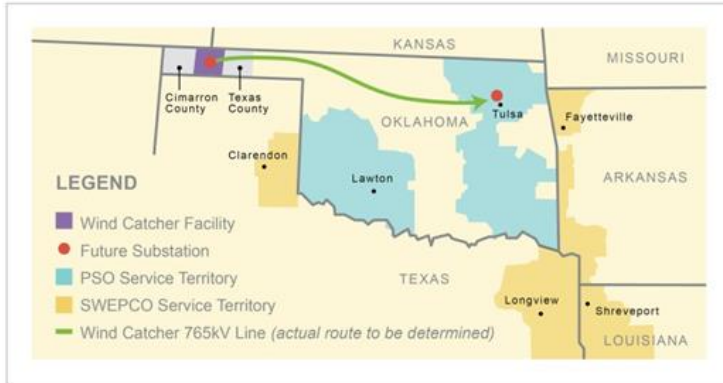 KANSAS
MISSOURI
Cimarron
County
Texas
County
Tulsa
OKLAHOMA
Fayetteville
Clarendon
Lawton
ARKANSAS
LEGEND
Wind Catcher Facility
Future Substation
PSO Service Territory
TEXAS
SWEPCO Service Territory
Longview
Shreveport
Wind Catcher 765kV Line (actual route to be determined)
LOUISIANA